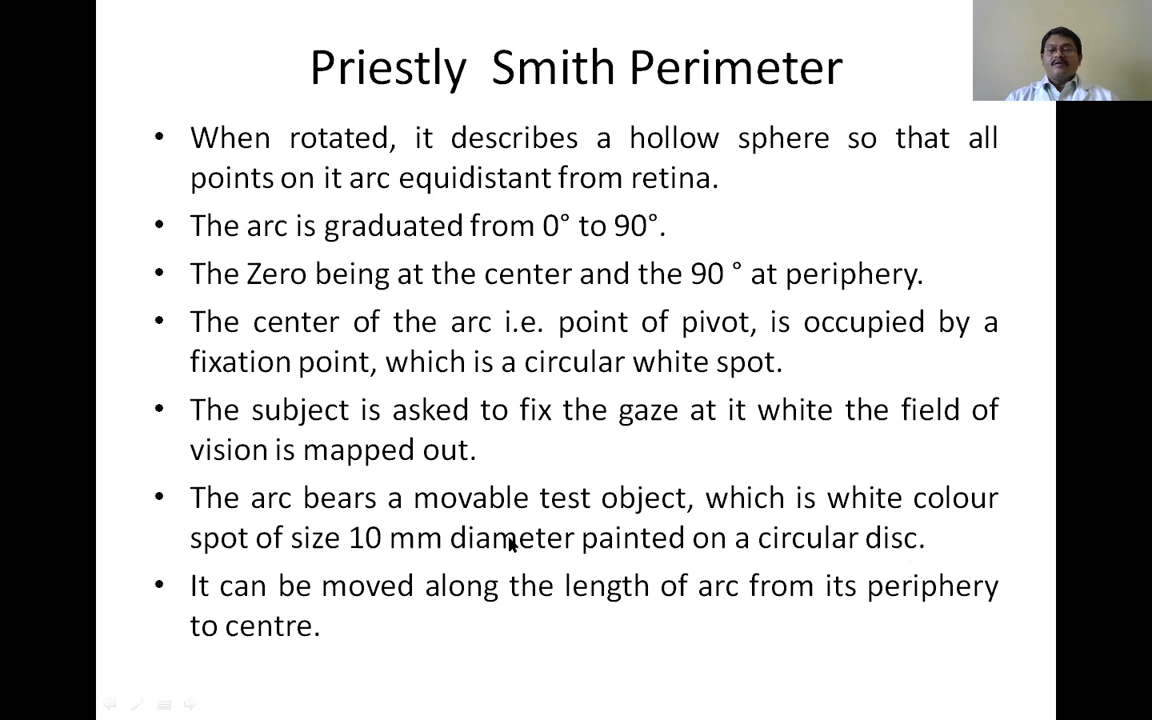 Priestly Smith Perimeter
• When rotated, it describes a hollow sphere so that all
points on it arc equidistant from retina.
• The arc is graduated from 0° to 90°.
• The Zero being at the center and the 90 ° at periphery.
• The center of the arc i.e. point of pivot, is occupied by a
fixation point, which is a circular white spot.
• The subject is asked to fix the gaze at it white the field of
vision is mapped out.
• The arc bears a movable test object, which is white colour
spot of size 10 mm diameter painted on a circular disc.
• It can be moved along the length of arc from its periphery
to centre.